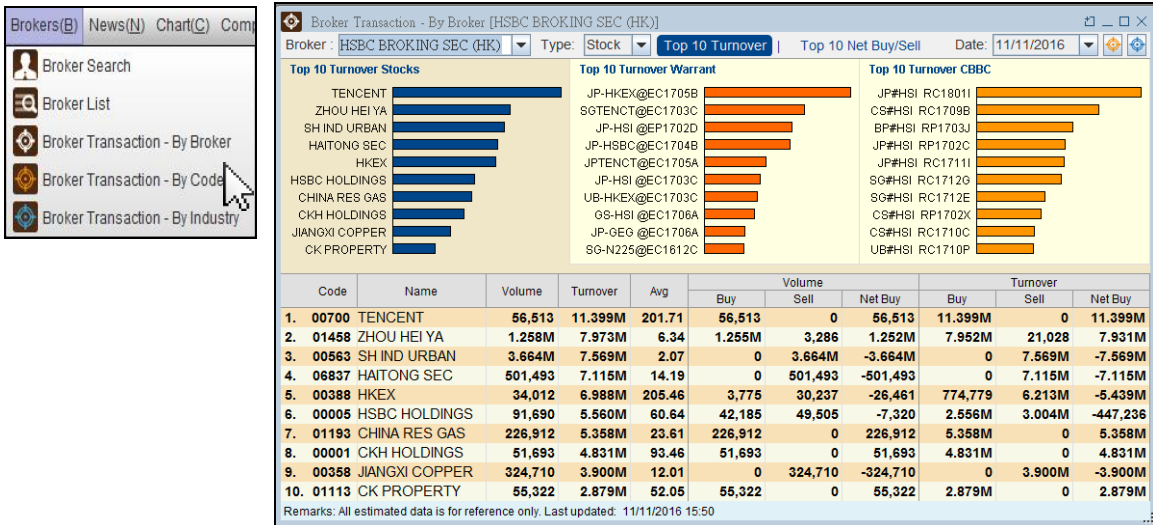 Brokers(B) News(N) Chart(C) Com
Broker Search
Broker List
Broker Transaction - By Broker
Broker Transaction - By Code
Broker Transaction - By Industry
Broker Transaction - By Broker [HSBC BROKING SEC (HK)]
Broker : HSBC BROKING SEC (HK) Type: Stock Top 10 Turnover | Top 10 Net Buy/Sell Date: 11/11/2016
Top 10 Turnover Stocks
TENCENT
ZHOU HEI YA
SH IND URBAN
HAITONG SEC
HKEX
HSBC HOLDINGS
CHINA RES GAS
CKH HOLDINGS
JIANGXI COPPER
CK PROPERTY
Top 10 Turnover Warrant
JP-HKEX@EC1705B
SGTENCT@EC1703C
JP-HSI @EP1702D
JP-HSBC@EC1704B
JPTENCT@EC1705A
JP-HSI @EC1703C
UB-HKEX@EC1703C
GS-HSI @EC1706A
JP-GEG @EC1706A
SG-N225@EC1612C
Top 10 Turnover CBBC
JP#HSI RC1801I
CS#HSI RC1709B
BP#HSI RP1703J
JP#HSI RP1702C
JP#HSI RC1711I
SG#HSI RC1712G
SG#HSI RC1712E
CS#HSI RP1702X
CS#HSI RC1710C
UB#HSI RC1710P
Volume Turnover
Code Name Volume Turnover Avg Buy Sell Net Buy Buy Sell Net Buy
1. 00700 TENCENT 56,513 11.399M 201.71 56,513 0 56,513 11.399M 0 11.399M
2. 01458 ZHOU HEI YA 1.258M 7.973M 6.34 1.255M 3,286 1.252M 7.952M 21,028 7.931M
3. 00563 SH IND URBAN 3.664M 7.569M 2.07 0 3.664M -3.664M 0 7.569M -7.569M
4. 06837 HAITONG SEC 501,493 7.115M 14.19 0 501,493 -501,493 0 7.115M -7.115M
5. 00388 HKEX 34,012 6.988M 205.46 3,775 30,237 -26,461 774,779 6.213M -5.439M
6. 00005 HSBC HOLDINGS 91,690 5.560M 60.64 42,185 49,505 -7,320 2.556M 3.004M -447,236
7. 01193 CHINA RES GAS 226,912 5.358M 23.61 226,912 0 226,912 5.358M 0 5.358M
8. 00001 CKH HOLDINGS 51,693 4.831M 93.46 51,693 0 51,693 4.831M 0 4.831M
9. 00358 JIANGXI COPPER 324,710 3.900M 12.01 0 324,710 -324,710 0 3.900M -3.900M
10. 01113 CK PROPERTY 55,322 2.879M 52.05 55,322 0 55,322 2.879M 0 2.879M
Remarks: All estimated data is for reference only. Last updated: 11/11/2016 15:50